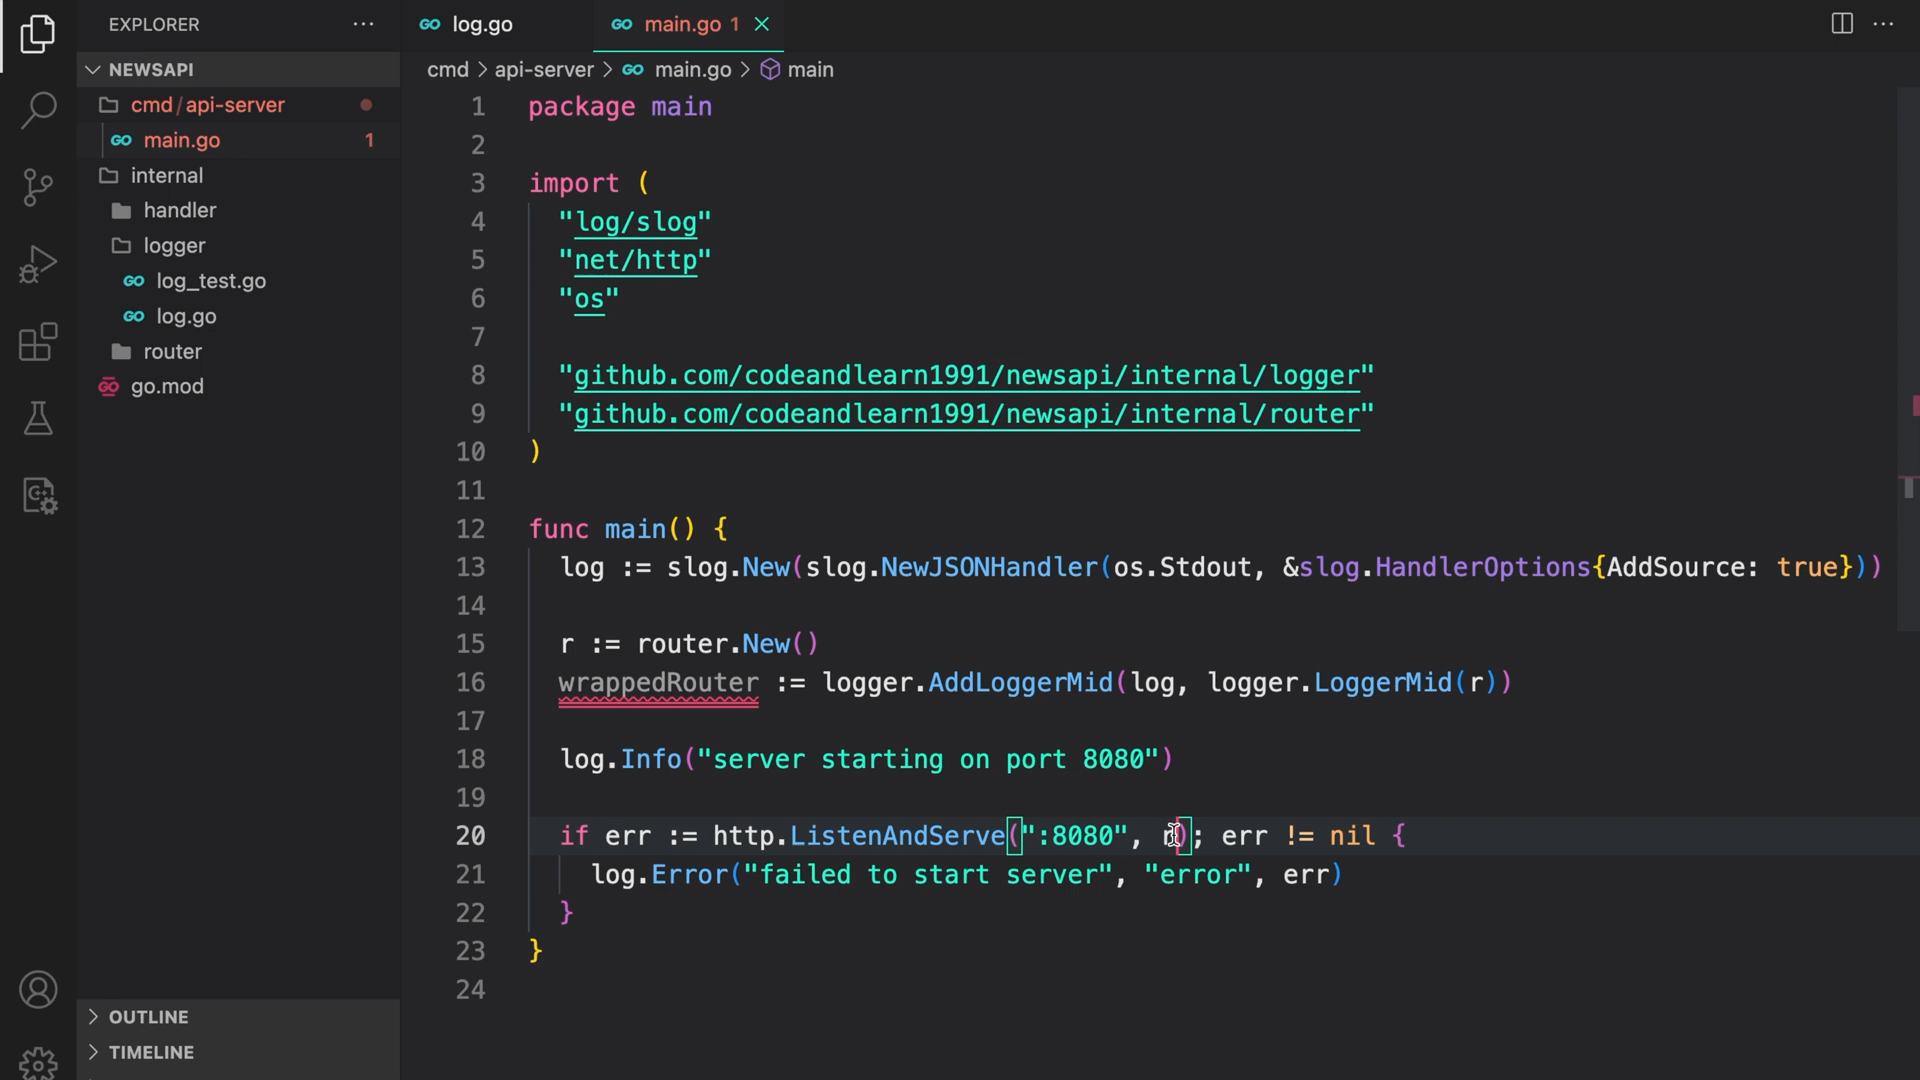 EXPLORER
NEWSAPI
cmd / api-server
main.go 1
internal
handler
logger
log_test.go
log.go
router
go.mod
OUTLINE
TIMELINE
log.go
main.go 1
cmd > api-server > main.go > main
1 package main
2
3 import (
4 "log/slog"
5 "net/http"
6 "os"
7
8 "github.com/codeandlearn1991/newsapi/internal/logger"
9 "github.com/codeandlearn1991/newsapi/internal/router"
10 )
11
12 func main() {
13 log := slog.New(slog.NewJSONHandler(os.Stdout, &slog.HandlerOptions{AddSource: true}))
14
15 r := router.New()
16 wrappedRouter := logger.AddLoggerMid(log, logger.LoggerMid(r))
17
18 log.Info("server starting on port 8080")
19
20 if err := http.ListenAndServe(":8080", r); err != nil {
21 log.Error("failed to start server", "error", err)
22 }
23 }
24